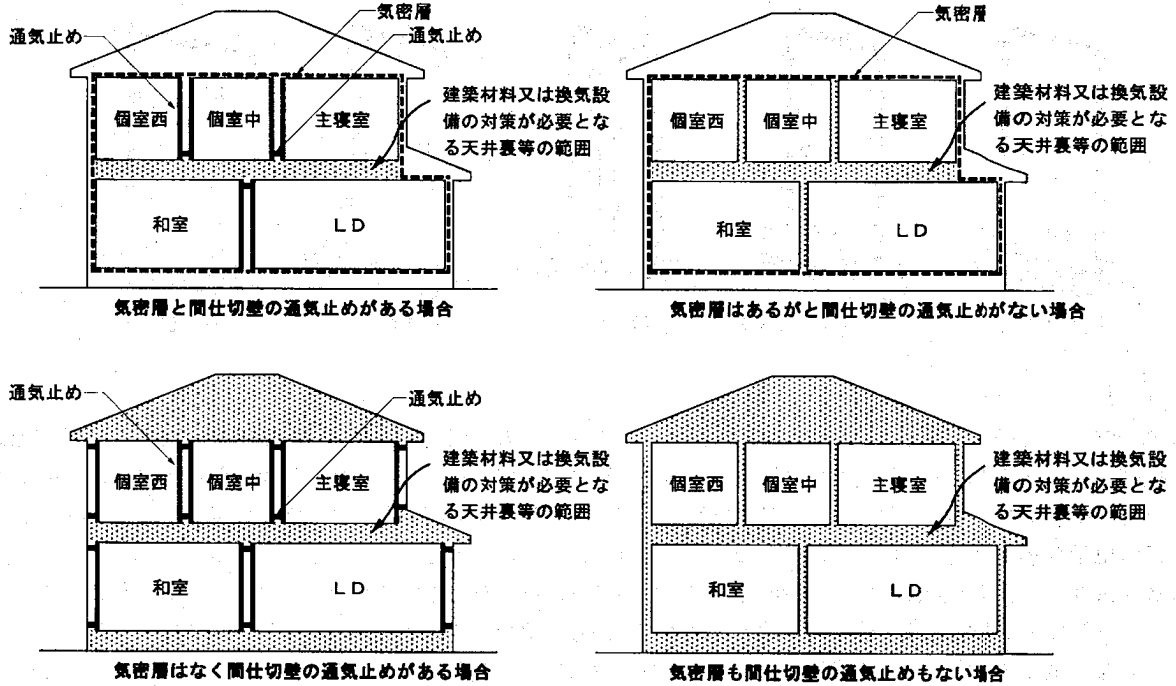 気密層
通気止め
通気止め
建築材料又は換気設
備の対策が必要とな
る天井裏等の範囲
個室西
個室中
主寝室
和室
ＬＤ
気密層と間仕切壁の通気止めがある場合
気密層
建築材料又は換気設
備の対策が必要とな
る天井裏等の範囲
個室西
個室中
主寝室
和室
ＬＤ
気密層はあるがと間仕切壁の通気止めがない場合
通気止め
通気止め
建築材料又は換気設
備の対策が必要とな
る天井裏等の範囲
個室西
個室中
主寝室
和室
ＬＤ
気密層はなく間仕切壁の通気止めがある場合
建築材料又は換気設
備の対策が必要とな
る天井裏等の範囲
個室西
個室中
主寝室
和室
ＬＤ
気密層も間仕切壁の通気止めもない場合